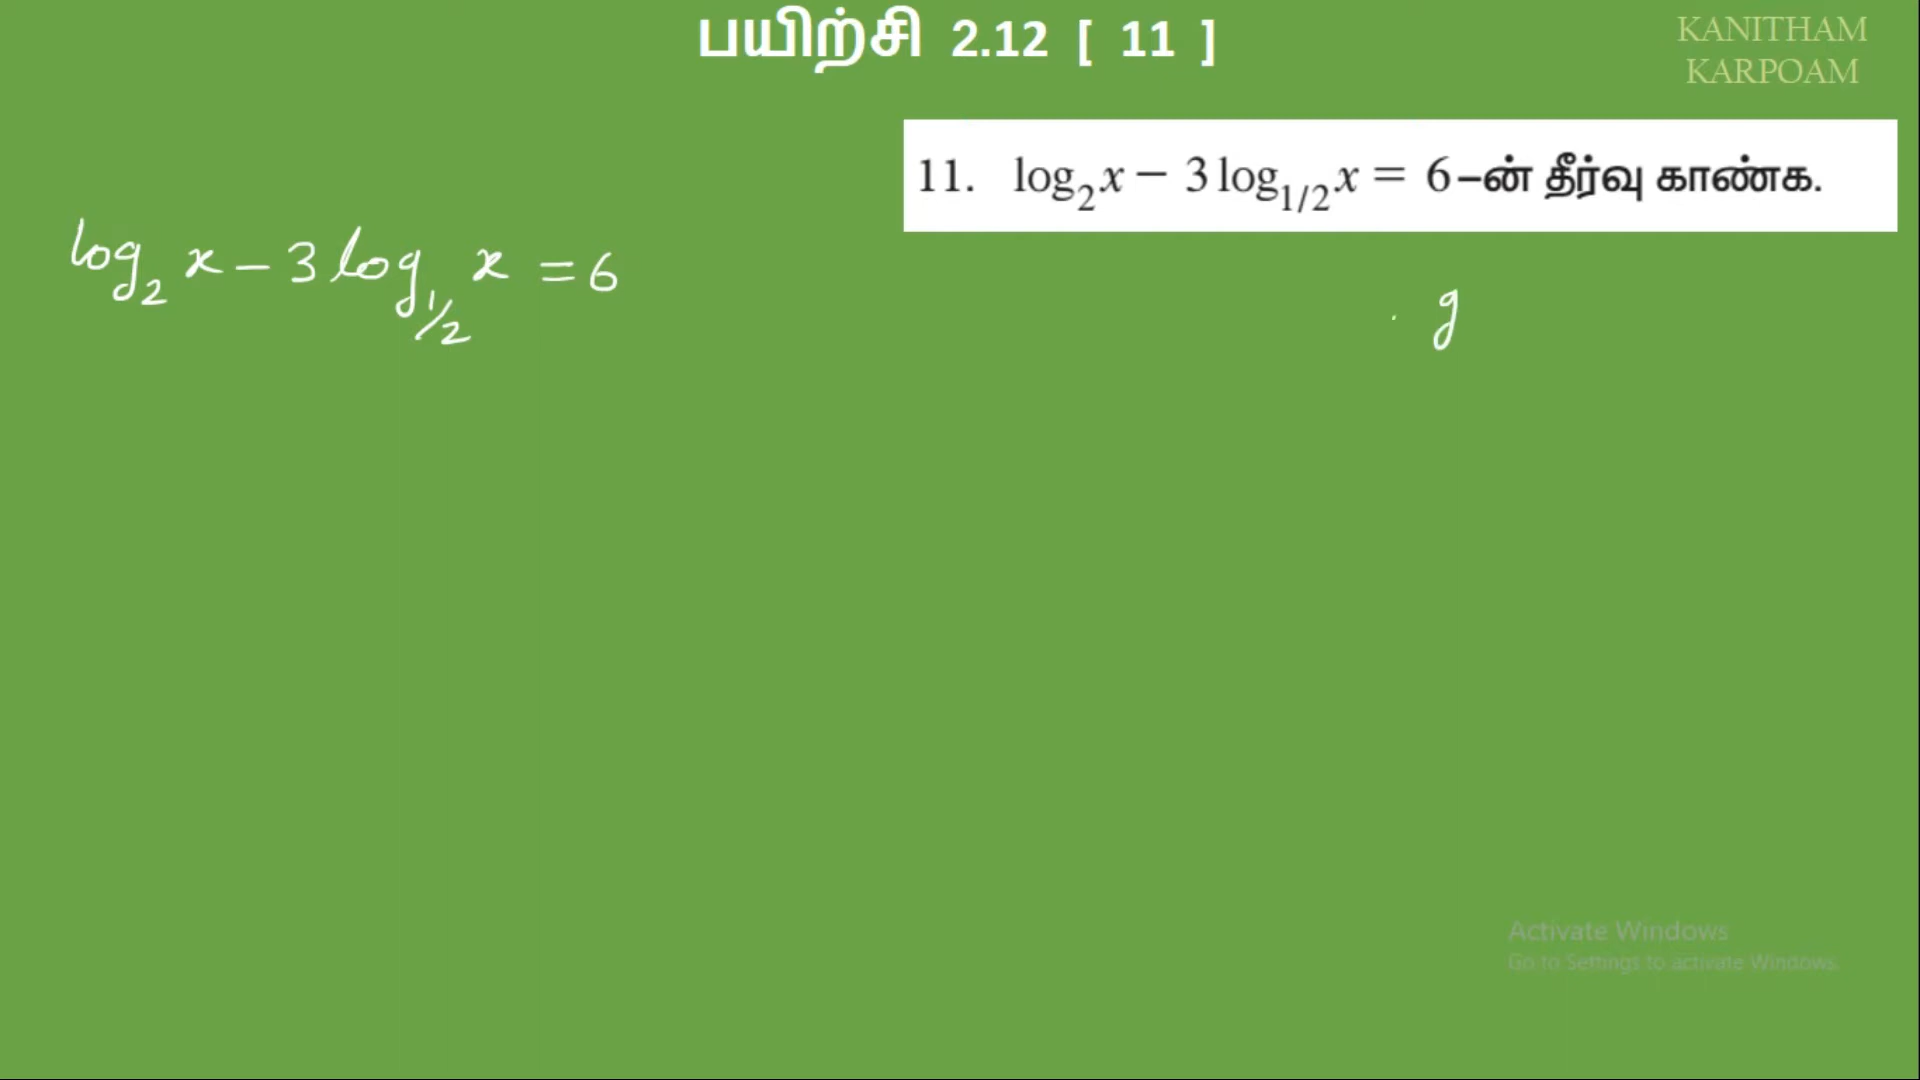 பயிற்சி 2.12 [ 11 ]
KANITHAM
KARPOAM
11. log₂x − 3 log₁/₂x = 6–ன் தீர்வு காண்க.
log₂ x − 3 log₁/₂ x = 6
g
Activate Windows
Go to Settings to activate Windows.